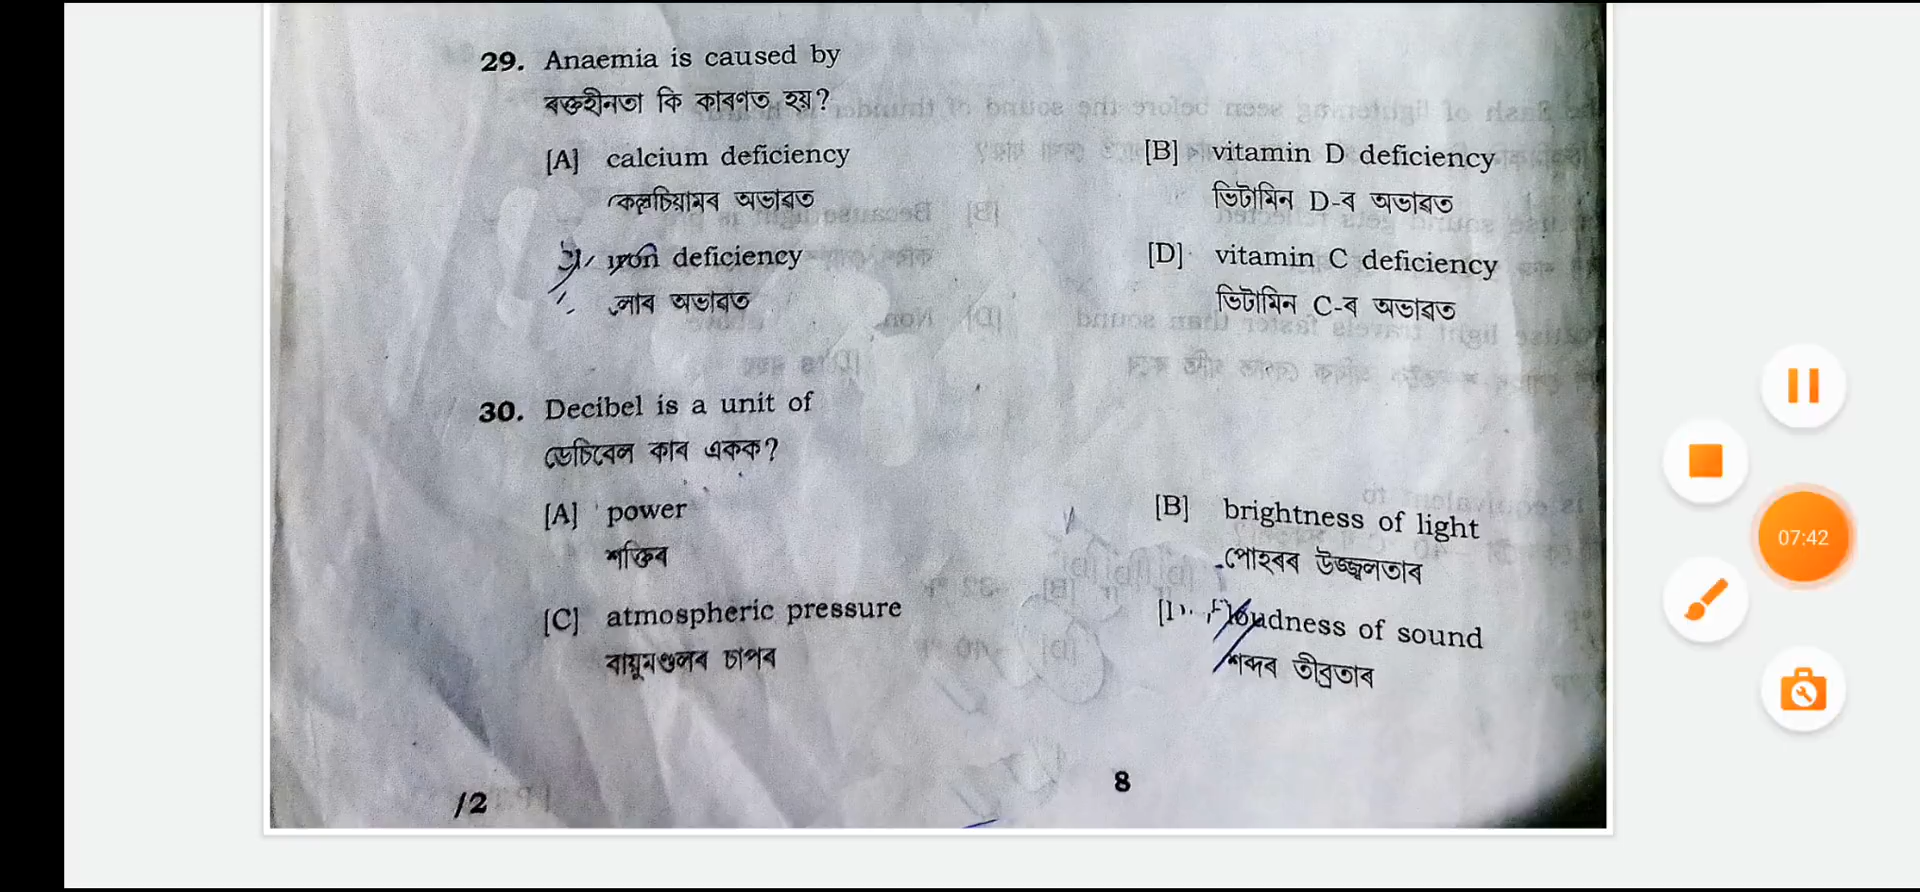 29. Anaemia is caused by
ৰক্তহীনতা কি কাৰণত হয়?
[A] calcium deficiency
কেলচিয়ামৰ অভাৱত
[B] vitamin D deficiency
ভিটামিন D-ৰ অভাৱত
iron deficiency
লোৰ অভাৱত
[D] vitamin C deficiency
ভিটামিন C-ৰ অভাৱত
30. Decibel is a unit of
ডেচিবেল কাৰ একক?
[A] power
শক্তিৰ
[B] brightness of light
পোহৰৰ উজ্জ্বলতাৰ
[C] atmospheric pressure
বায়ুমণ্ডলৰ চাপৰ
loudness of sound
শব্দৰ তীব্ৰতাৰ
/2
8
07:42